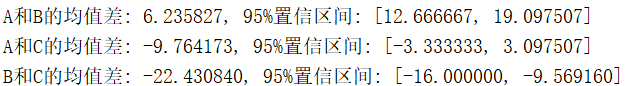 A和B的均值差: 6.235827, 95%置信区间: [12.666667, 19.097507]
A和C的均值差: -9.764173, 95%置信区间: [-3.333333, 3.097507]
B和C的均值差: -22.430840, 95%置信区间: [-16.000000, -9.569160]